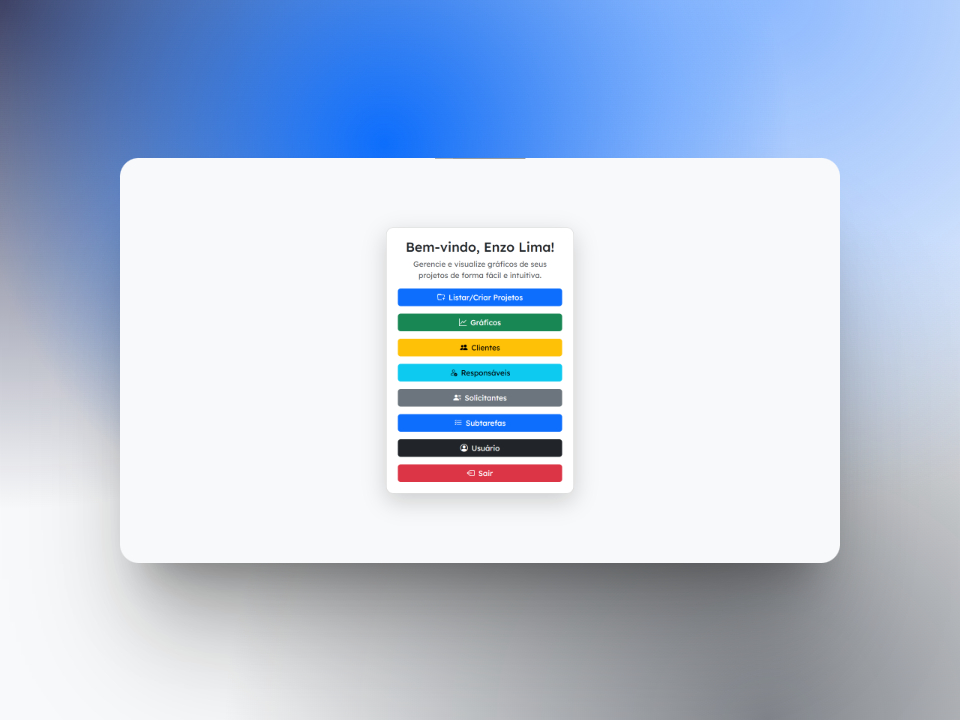 Bem-vindo, Enzo Lima!
Gerencie e visualize gráficos de seus
projetos de forma fácil e intuitiva.
Listar/Criar Projetos
Gráficos
Clientes
Responsáveis
Solicitantes
Subtarefas
Usuário
Sair